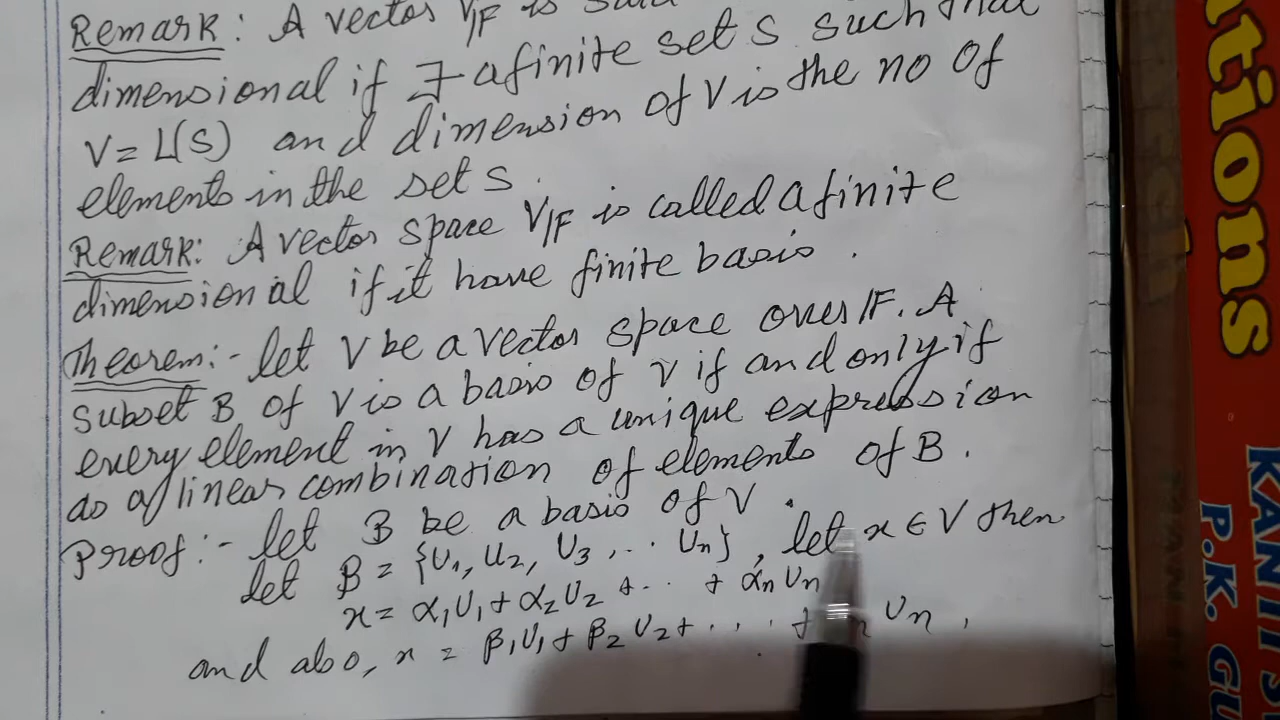 Remark: A vector V/F is said
dimensional if ∃ a finite set S such that
V = L(S) and dimension of V is the no of
elements in the set S.
Remark: A vector space V/F is called a finite
dimensional if it have finite basis.
Theorem:- let V be a vector space over F. A
subset B of V is a basis of V if and only if
every element in V has a unique expression
as a linear combination of elements of B.
Proof:- let B be a basis of V.
let B = {U1, U2, U3, .. Un}, let x ∈ V then
x = α1U1 + α2U2 + .. + αnUn
and also, x = β1U1 + β2U2 + ... + n Un,
ations
KANIT S
P.K. GU